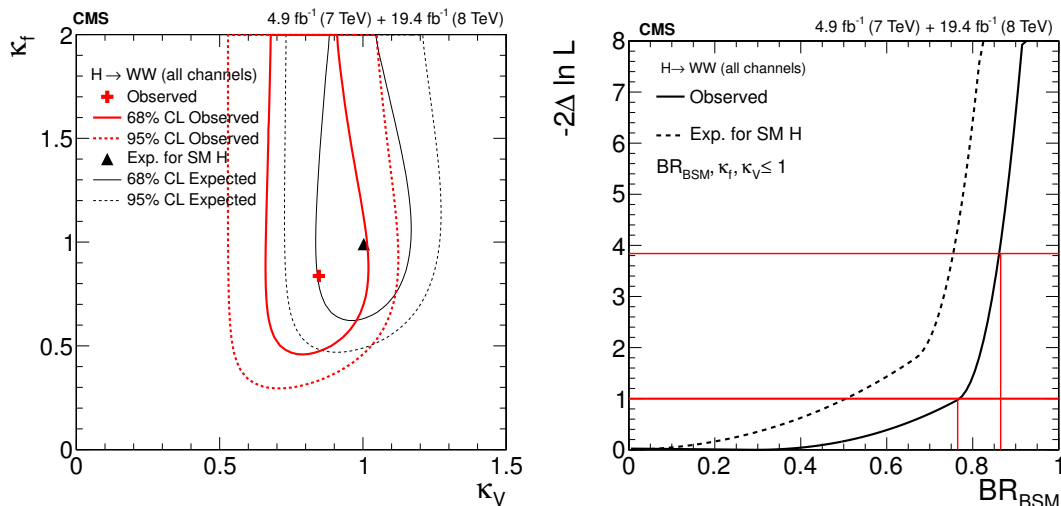 CMS 4.9 fb⁻¹ (7 TeV) + 19.4 fb⁻¹ (8 TeV)
κf
2
1.5
1
0.5
0
H → WW (all channels)
Observed
68% CL Observed
95% CL Observed
Exp. for SM H
68% CL Expected
95% CL Expected
0 0.5 1 1.5
κV
CMS 4.9 fb⁻¹ (7 TeV) + 19.4 fb⁻¹ (8 TeV)
-2Δ ln L
8
7
6
5
4
3
2
1
0
H → WW (all channels)
Observed
Exp. for SM H
BRBSM, κf, κV ≤ 1
0 0.2 0.4 0.6 0.8 1
BRBSM